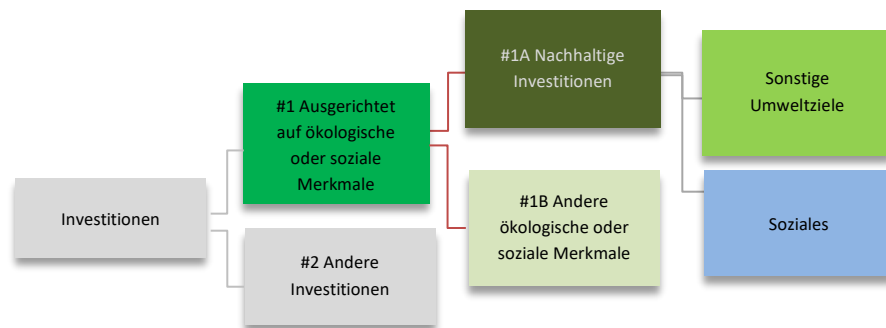 Investitionen
#1 Ausgerichtet
auf ökologische
oder soziale
Merkmale
#2 Andere
Investitionen
#1A Nachhaltige
Investitionen
#1B Andere
ökologische oder
soziale Merkmale
Sonstige
Umweltziele
Soziales